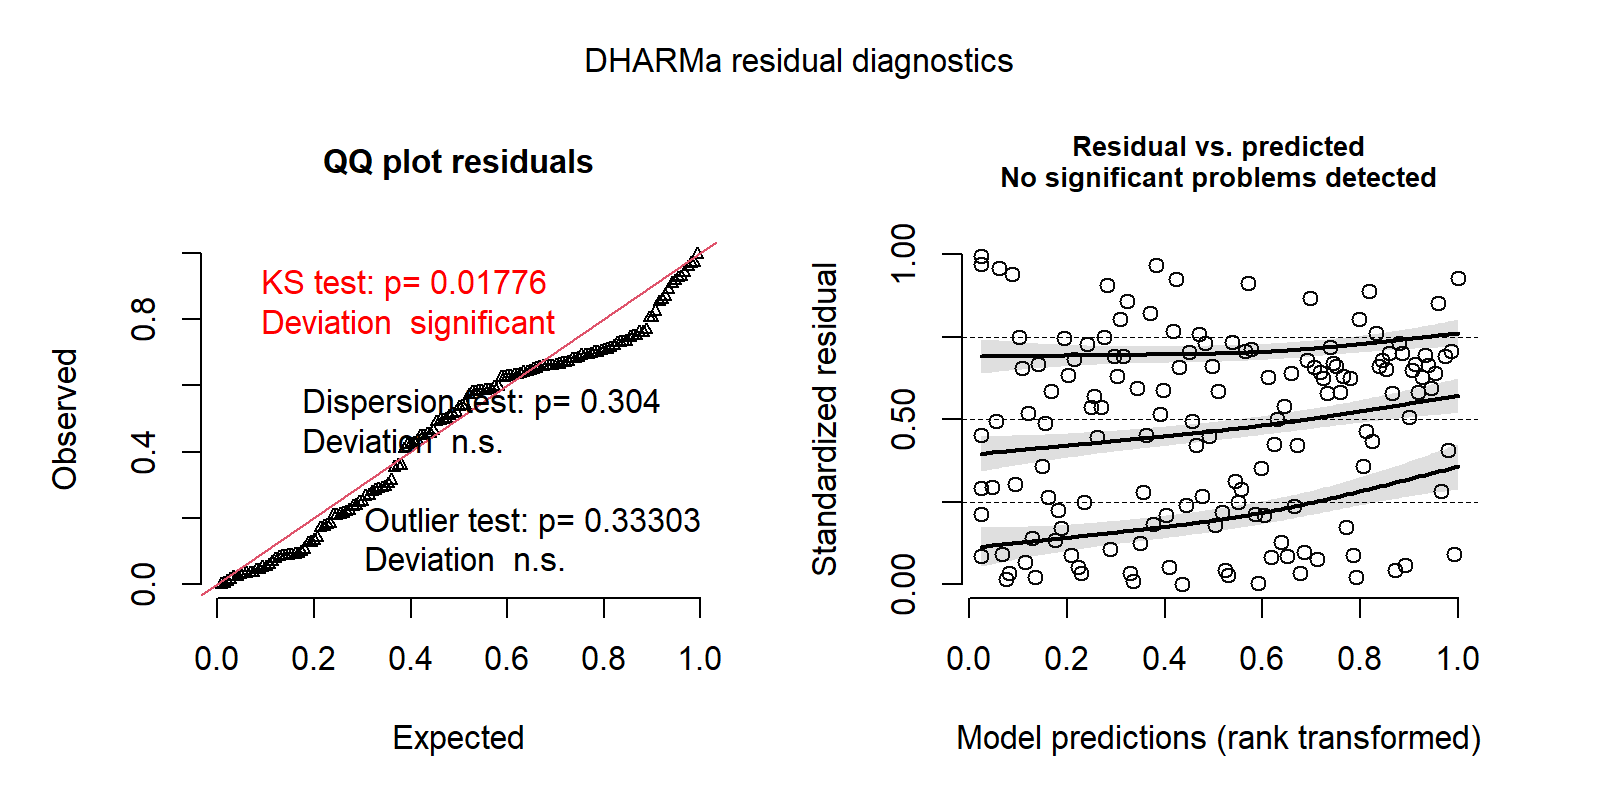 DHARMa residual diagnostics
QQ plot residuals
KS test: p= 0.01776
Deviation  significant
Dispersion test: p= 0.304
Deviation  n.s.
Outlier test: p= 0.33303
Deviation  n.s.
Observed
0.0
0.4
0.8
0.0 0.2 0.4 0.6 0.8 1.0
Expected
Residual vs. predicted
No significant problems detected
Standardized residual
0.00
0.50
1.00
0.0 0.2 0.4 0.6 0.8 1.0
Model predictions (rank transformed)